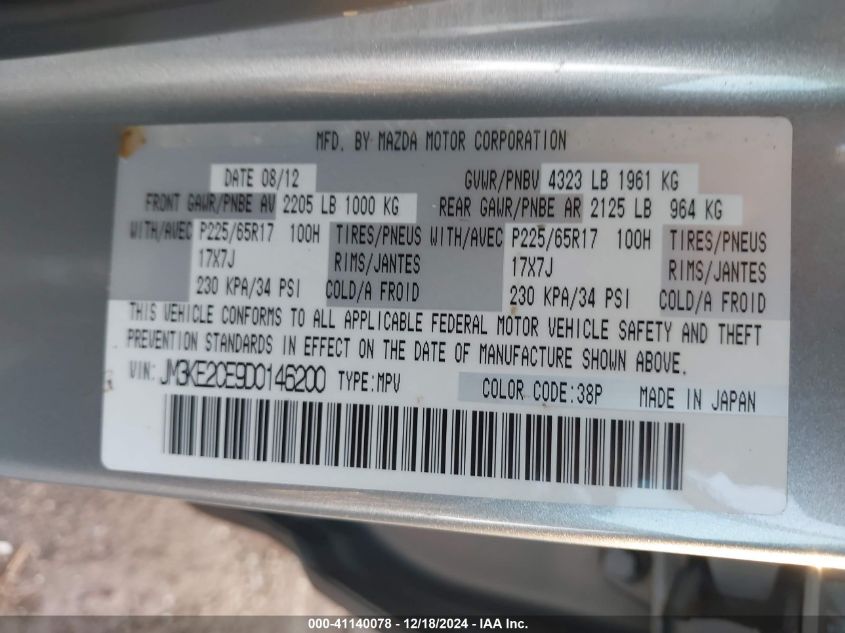 MFD. BY MAZDA MOTOR CORPORATION
DATE 08/12 GVWR/PNBV 4323 LB 1961 KG
FRONT GAWR/PNBE AV 2205 LB 1000 KG REAR GAWR/PNBE AR 2125 LB 964 KG
WITH/AVEC P225/65R17 100H TIRES/PNEUS WITH/AVEC P225/65R17 100H TIRES/PNEUS
17X7J RIMS/JANTES 17X7J RIMS/JANTES
230 KPA/34 PSI COLD/A FROID 230 KPA/34 PSI COLD/A FROID
THIS VEHICLE CONFORMS TO ALL APPLICABLE FEDERAL MOTOR VEHICLE SAFETY AND THEFT
PREVENTION STANDARDS IN EFFECT ON THE DATE OF MANUFACTURE SHOWN ABOVE.
VIN: TYPE:MPV COLOR CODE:38P MADE IN JAPAN
000-41140078 - 12/18/2024 - IAA Inc.